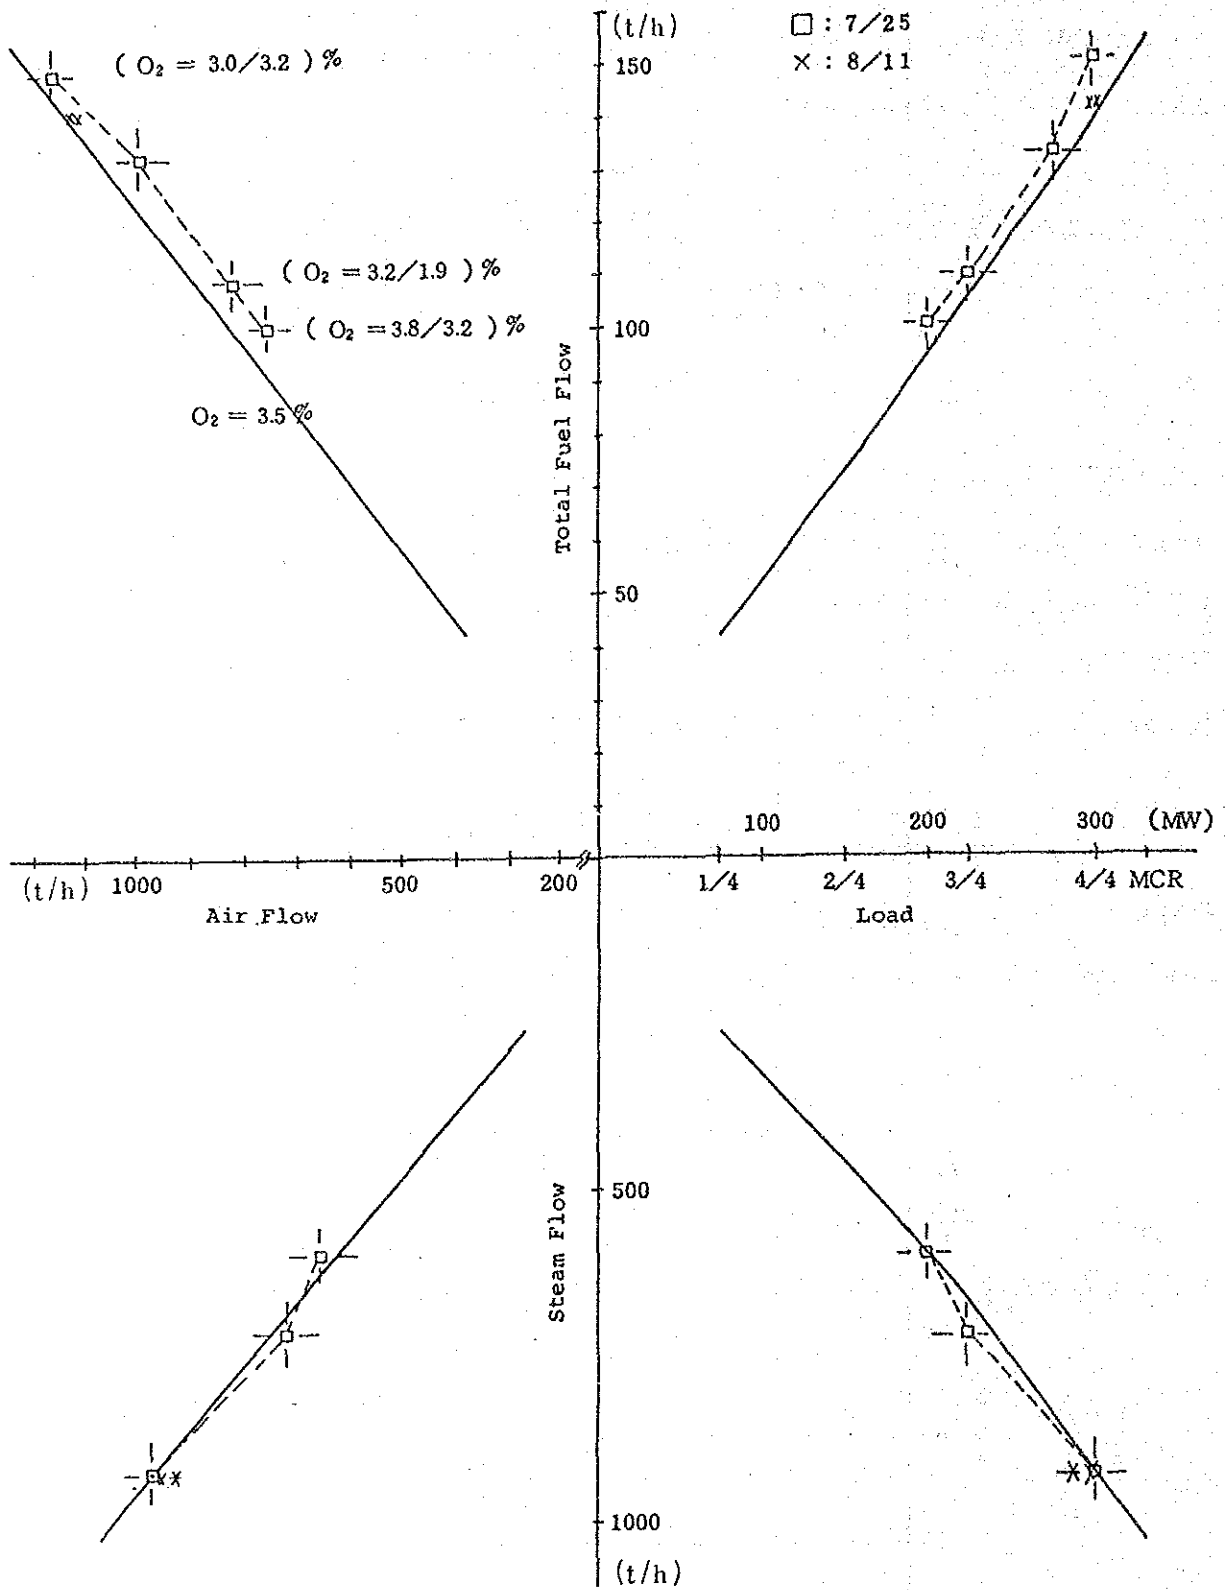 (t/h)
□ : 7/25
× : 8/11
( O₂ = 3.0/3.2 ) %
150
( O₂ = 3.2/1.9 ) %
( O₂ = 3.8/3.2 ) %
100
O₂ = 3.5 %
Total Fuel Flow
50
100 200 300 (MW)
(t/h) 1000 500 200
1/4 2/4 3/4 4/4 MCR
Air Flow
Load
500
Steam Flow
1000
(t/h)